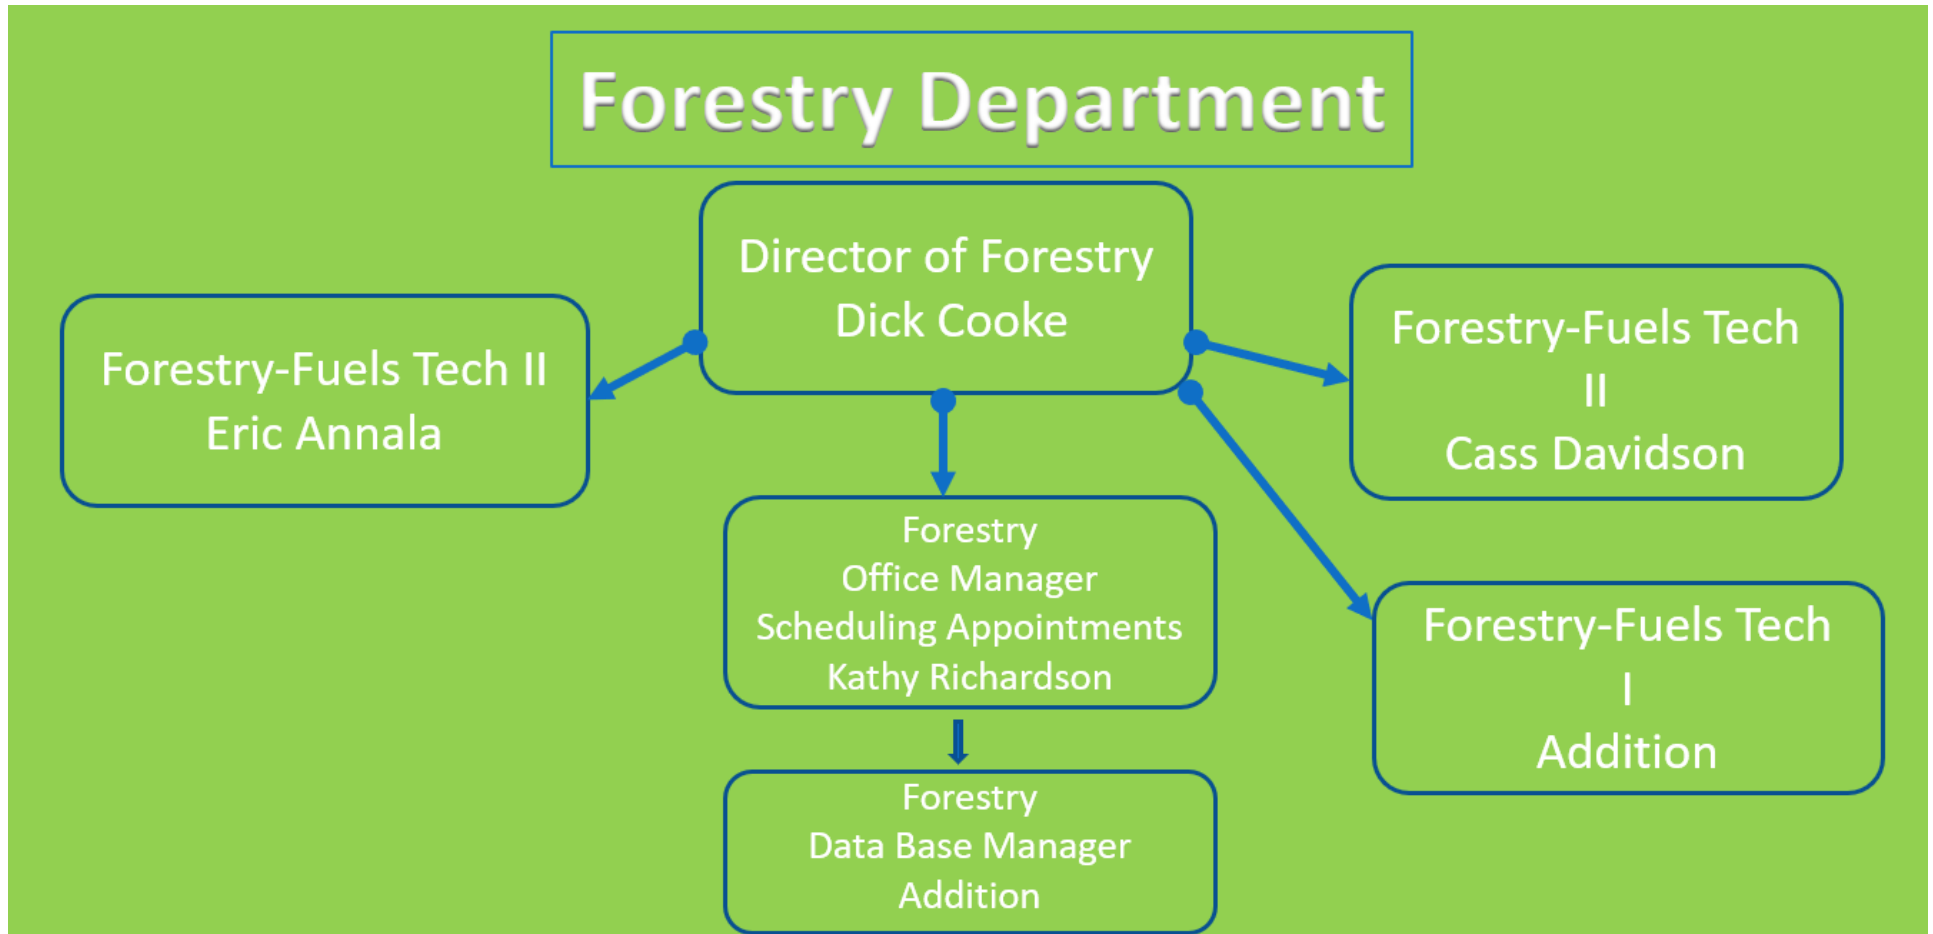 Forestry Department
Director of Forestry
Dick Cooke
Forestry-Fuels Tech II
Eric Annala
Forestry-Fuels Tech
II
Cass Davidson
Forestry
Office Manager
Scheduling Appointments
Kathy Richardson
Forestry-Fuels Tech
I
Addition
Forestry
Data Base Manager
Addition